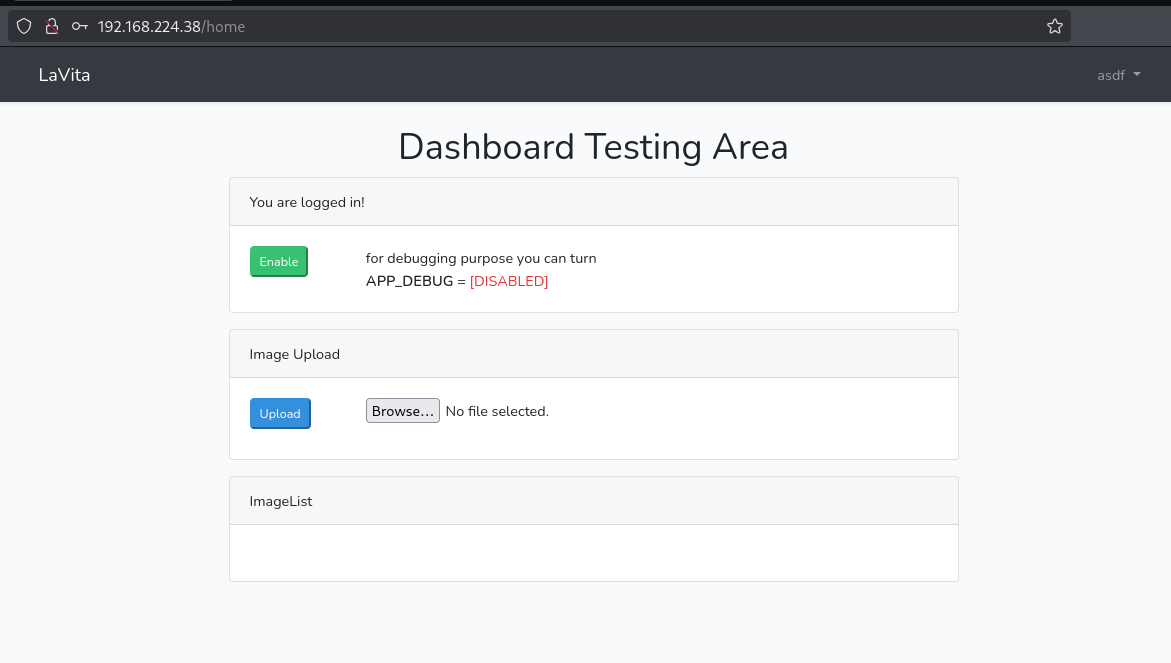 192.168.224.38/home
LaVita
asdf
Dashboard Testing Area
You are logged in!
Enable
for debugging purpose you can turn
APP_DEBUG = [DISABLED]
Image Upload
Upload
Browse... No file selected.
ImageList